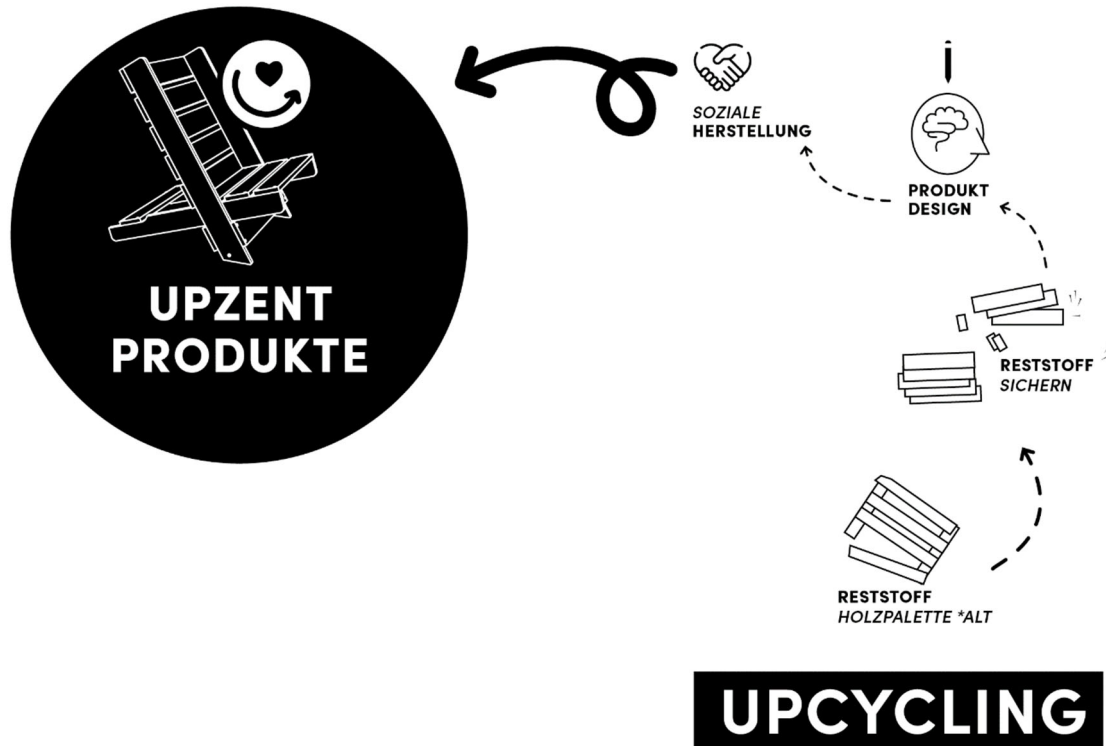 UPZENT
PRODUKTE
SOZIALE
HERSTELLUNG
PRODUKT
DESIGN
RESTSTOFF
SICHERN
RESTSTOFF
HOLZPALETTE *ALT
UPCYCLING